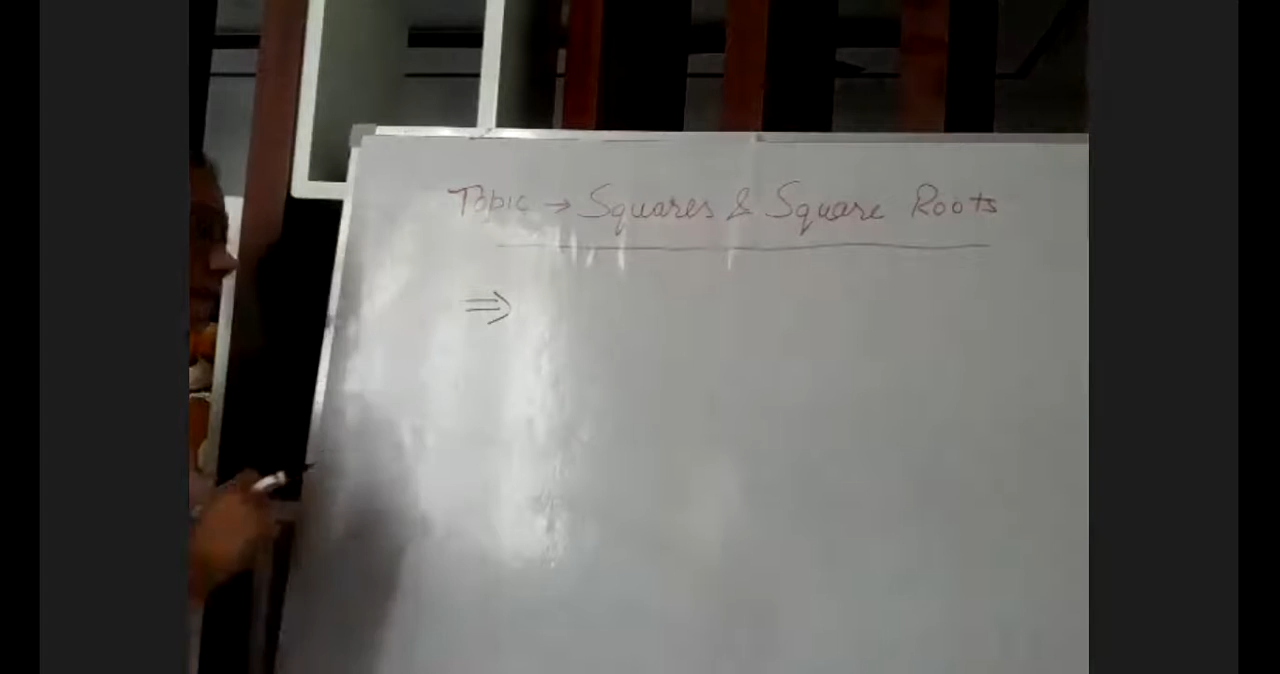 Topic → Squares & Square Roots
⇒